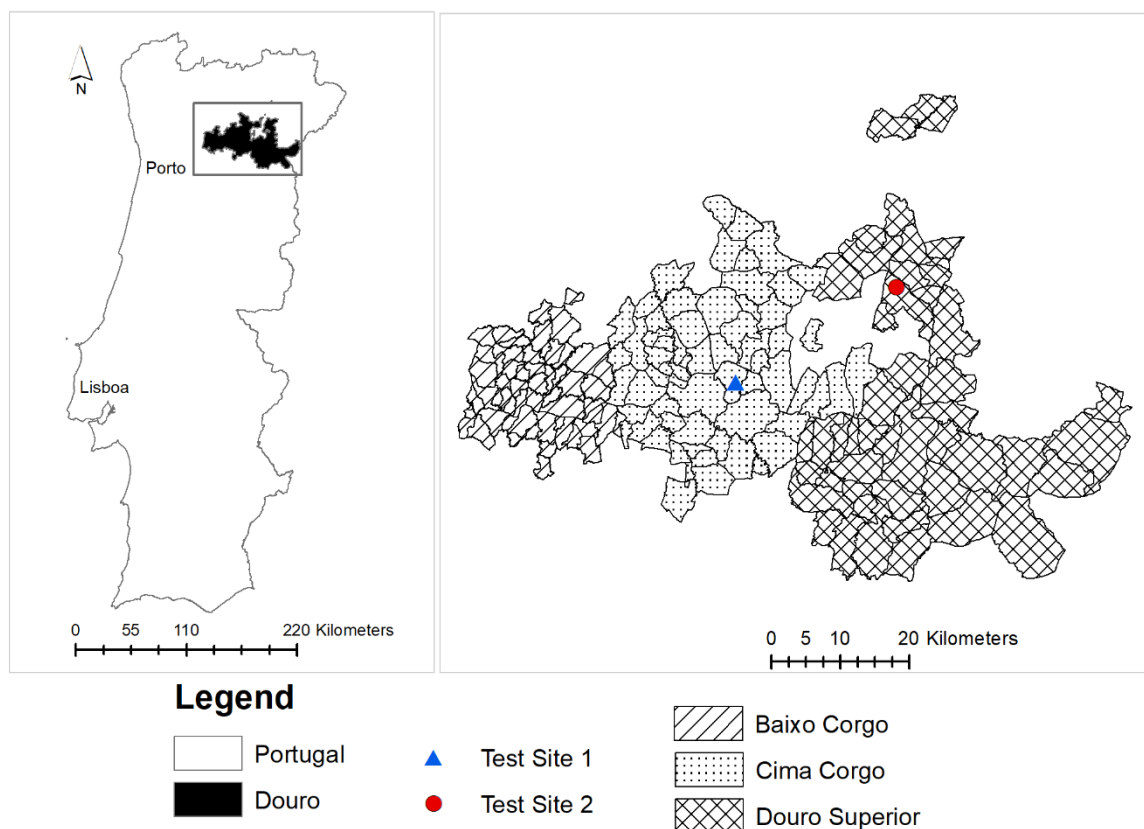 N
Porto
Lisboa
0 55 110 220 Kilometers
0 5 10 20 Kilometers
Legend
Portugal
Douro
Test Site 1
Test Site 2
Baixo Corgo
Cima Corgo
Douro Superior